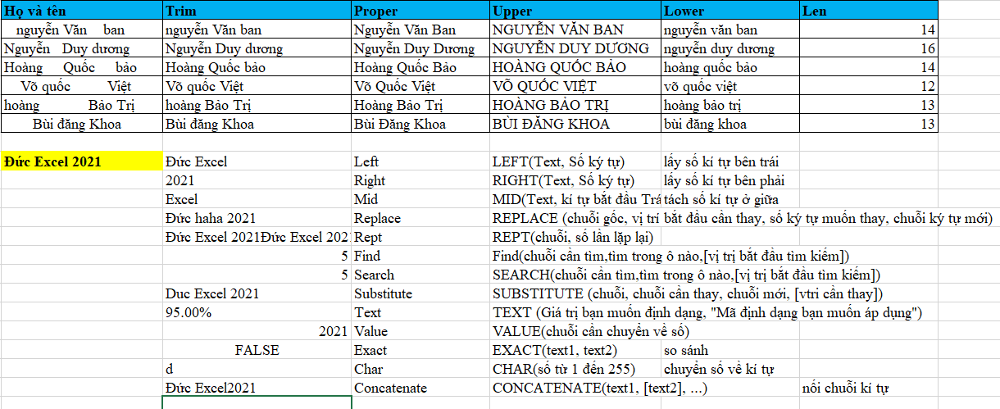 Họ và tên Trim Proper Upper Lower Len
nguyễn Văn ban nguyễn Văn ban Nguyễn Văn Ban NGUYỄN VĂN BAN nguyễn văn ban 14
Nguyễn Duy dương Nguyễn Duy dương Nguyễn Duy Dương NGUYỄN DUY DƯƠNG nguyễn duy dương 16
Hoàng Quốc bảo Hoàng Quốc bảo Hoàng Quốc Bảo HOÀNG QUỐC BẢO hoàng quốc bảo 14
Võ quốc Việt Võ quốc Việt Võ Quốc Việt VÕ QUỐC VIỆT võ quốc việt 12
hoàng Bảo Trị hoàng Bảo Trị Hoàng Bảo Trị HOÀNG BẢO TRỊ hoàng bảo trị 13
Bùi đăng Khoa Bùi đăng Khoa Bùi Đăng Khoa BÙI ĐĂNG KHOA bùi đăng khoa 13
Đức Excel 2021 Đức Excel Left LEFT(Text, Số ký tự) lấy số kí tự bên trái
2021 Right RIGHT(Text, Số ký tự) lấy số kí tự bên phải
Excel Mid MID(Text, kí tự bắt đầu Trá tách số kí tự ở giữa
Đức haha 2021 Replace REPLACE (chuỗi gốc, vị trí bắt đầu cần thay, số ký tự muốn thay, chuỗi ký tự mới)
Đức Excel 2021Đức Excel 202 Rept REPT(chuỗi, số lần lặp lại)
5 Find Find(chuỗi cần tìm,tìm trong ô nào,[vị trị bắt đầu tìm kiếm])
5 Search SEARCH(chuỗi cần tìm,tìm trong ô nào,[vị trị bắt đầu tìm kiếm])
Duc Excel 2021 Substitute SUBSTITUTE (chuỗi, chuỗi cần thay, chuỗi mới, [vtri cần thay])
95.00% Text TEXT (Giá trị bạn muốn định dạng, "Mã định dạng bạn muốn áp dụng")
2021 Value VALUE(chuỗi cần chuyển về số)
FALSE Exact EXACT(text1, text2) so sánh
d Char CHAR(số từ 1 đến 255) chuyển số về kí tự
Đức Excel2021 Concatenate CONCATENATE(text1, [text2], ...) nối chuỗi kí tự